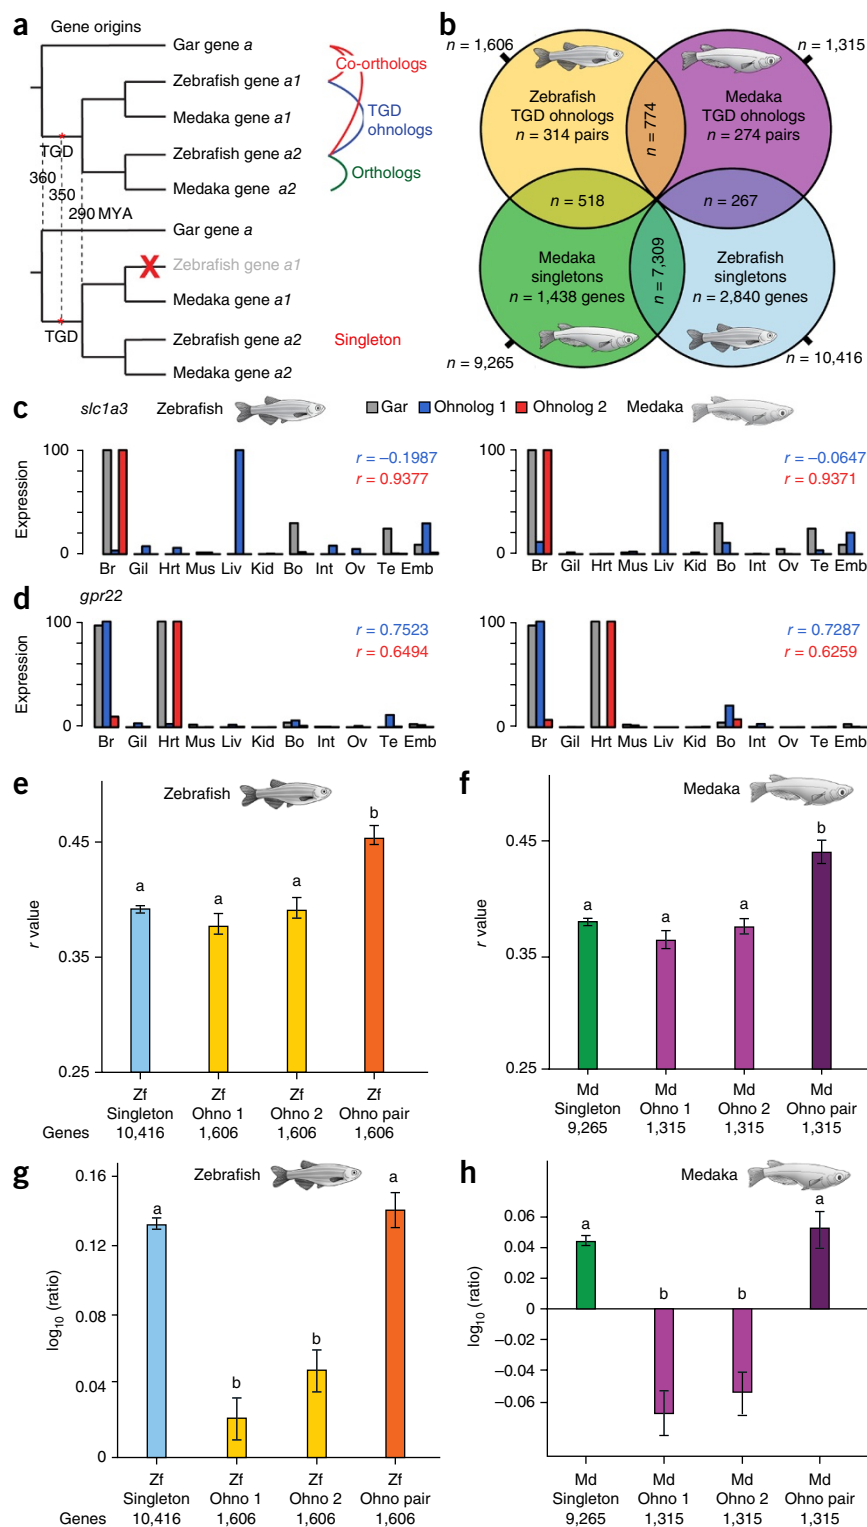 a
Gene origins
Gar gene a
Zebrafish gene a1
Medaka gene a1
Zebrafish gene a2
Medaka gene a2
Co-orthologs
TGD
ohnologs
Orthologs
TGD
360
350
290 MYA
Gar gene a
Zebrafish gene a1
Medaka gene a1
Zebrafish gene a2
Medaka gene a2
Singleton
TGD
b
n = 1,606
n = 1,315
Zebrafish
TGD ohnologs
n = 314 pairs
n = 774
Medaka
TGD ohnologs
n = 274 pairs
n = 518
n = 267
Medaka
singletons
n = 1,438 genes
n = 7,309
Zebrafish
singletons
n = 2,840 genes
n = 9,265
n = 10,416
c
slc1a3
Zebrafish
Gar
Ohnolog 1
Ohnolog 2
Medaka
Expression
100
0
r = –0.1987
r = 0.9377
Br Gil Hrt Mus Liv Kid Bo Int Ov Te Emb
100
0
r = –0.0647
r = 0.9371
Br Gil Hrt Mus Liv Kid Bo Int Ov Te Emb
d
gpr22
Expression
100
0
r = 0.7523
r = 0.6494
Br Gil Hrt Mus Liv Kid Bo Int Ov Te Emb
100
0
r = 0.7287
r = 0.6259
Br Gil Hrt Mus Liv Kid Bo Int Ov Te Emb
e
Zebrafish
r value
0.45
0.35
0.25
a
a
a
b
Zf Zf Zf Zf
Singleton Ohno 1 Ohno 2 Ohno pair
Genes 10,416 1,606 1,606 1,606
f
Medaka
r value
0.45
0.35
0.25
a
a
a
b
Md Md Md Md
Singleton Ohno 1 Ohno 2 Ohno pair
9,265 1,315 1,315 1,315
g
Zebrafish
log10 (ratio)
0.16
0.12
0.08
0.04
0
a
b
b
a
Zf Zf Zf Zf
Singleton Ohno 1 Ohno 2 Ohno pair
Genes 10,416 1,606 1,606 1,606
h
Medaka
log10 (ratio)
0.06
0.04
0.02
0
–0.02
–0.04
–0.06
a
b
b
a
Md Md Md Md
Singleton Ohno 1 Ohno 2 Ohno pair
9,265 1,315 1,315 1,315